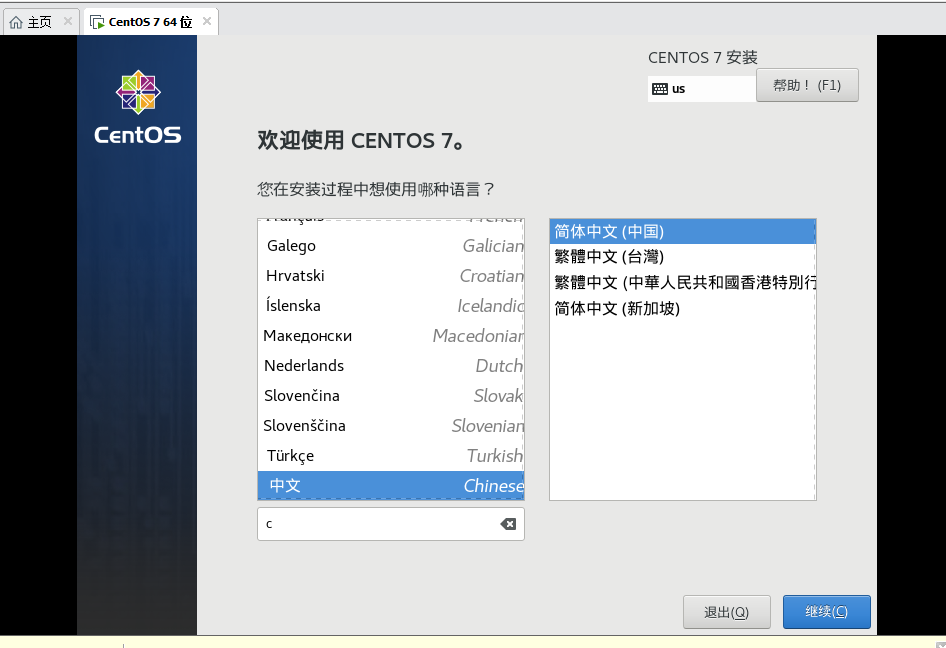 主页
CentOS 7 64 位
CentOS
CENTOS 7 安装
us
帮助！ (F1)
欢迎使用 CENTOS 7。
您在安装过程中想使用哪种语言？
Français French
Galego Galician
Hrvatski Croatian
Íslenska Icelandic
Македонски Macedonian
Nederlands Dutch
Slovenčina Slovak
Slovenščina Slovenian
Türkçe Turkish
中文 Chinese
c
简体中文 (中国)
繁體中文 (台灣)
繁體中文 (中華人民共和國香港特別行
简体中文 (新加坡)
退出(Q)
继续(C)